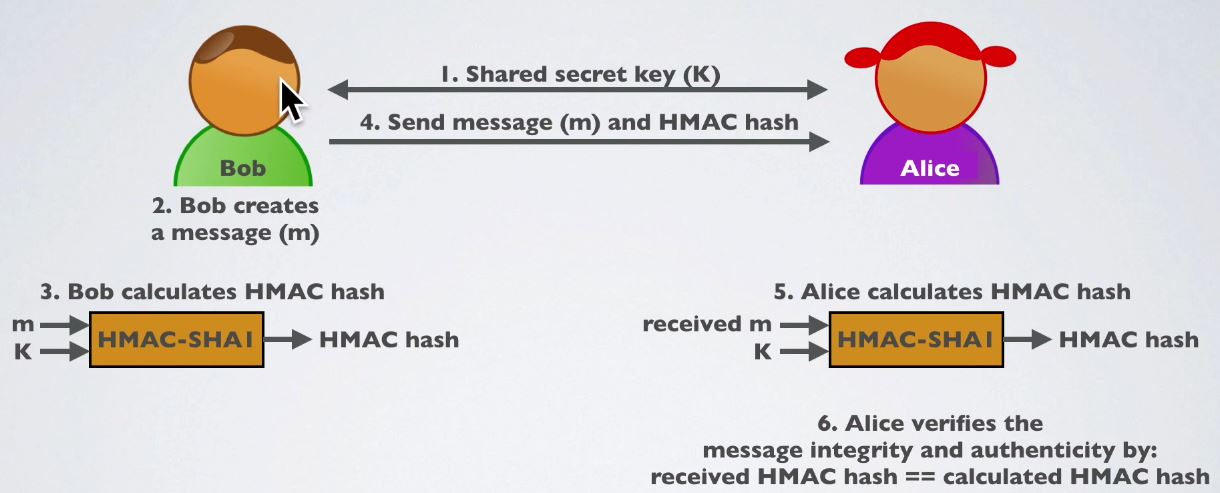 1. Shared secret key (K)
4. Send message (m) and HMAC hash
Bob
Alice
2. Bob creates
a message (m)
3. Bob calculates HMAC hash
m
K
HMAC-SHA1
HMAC hash
5. Alice calculates HMAC hash
received m
K
HMAC-SHA1
HMAC hash
6. Alice verifies the
message integrity and authenticity by:
received HMAC hash == calculated HMAC hash